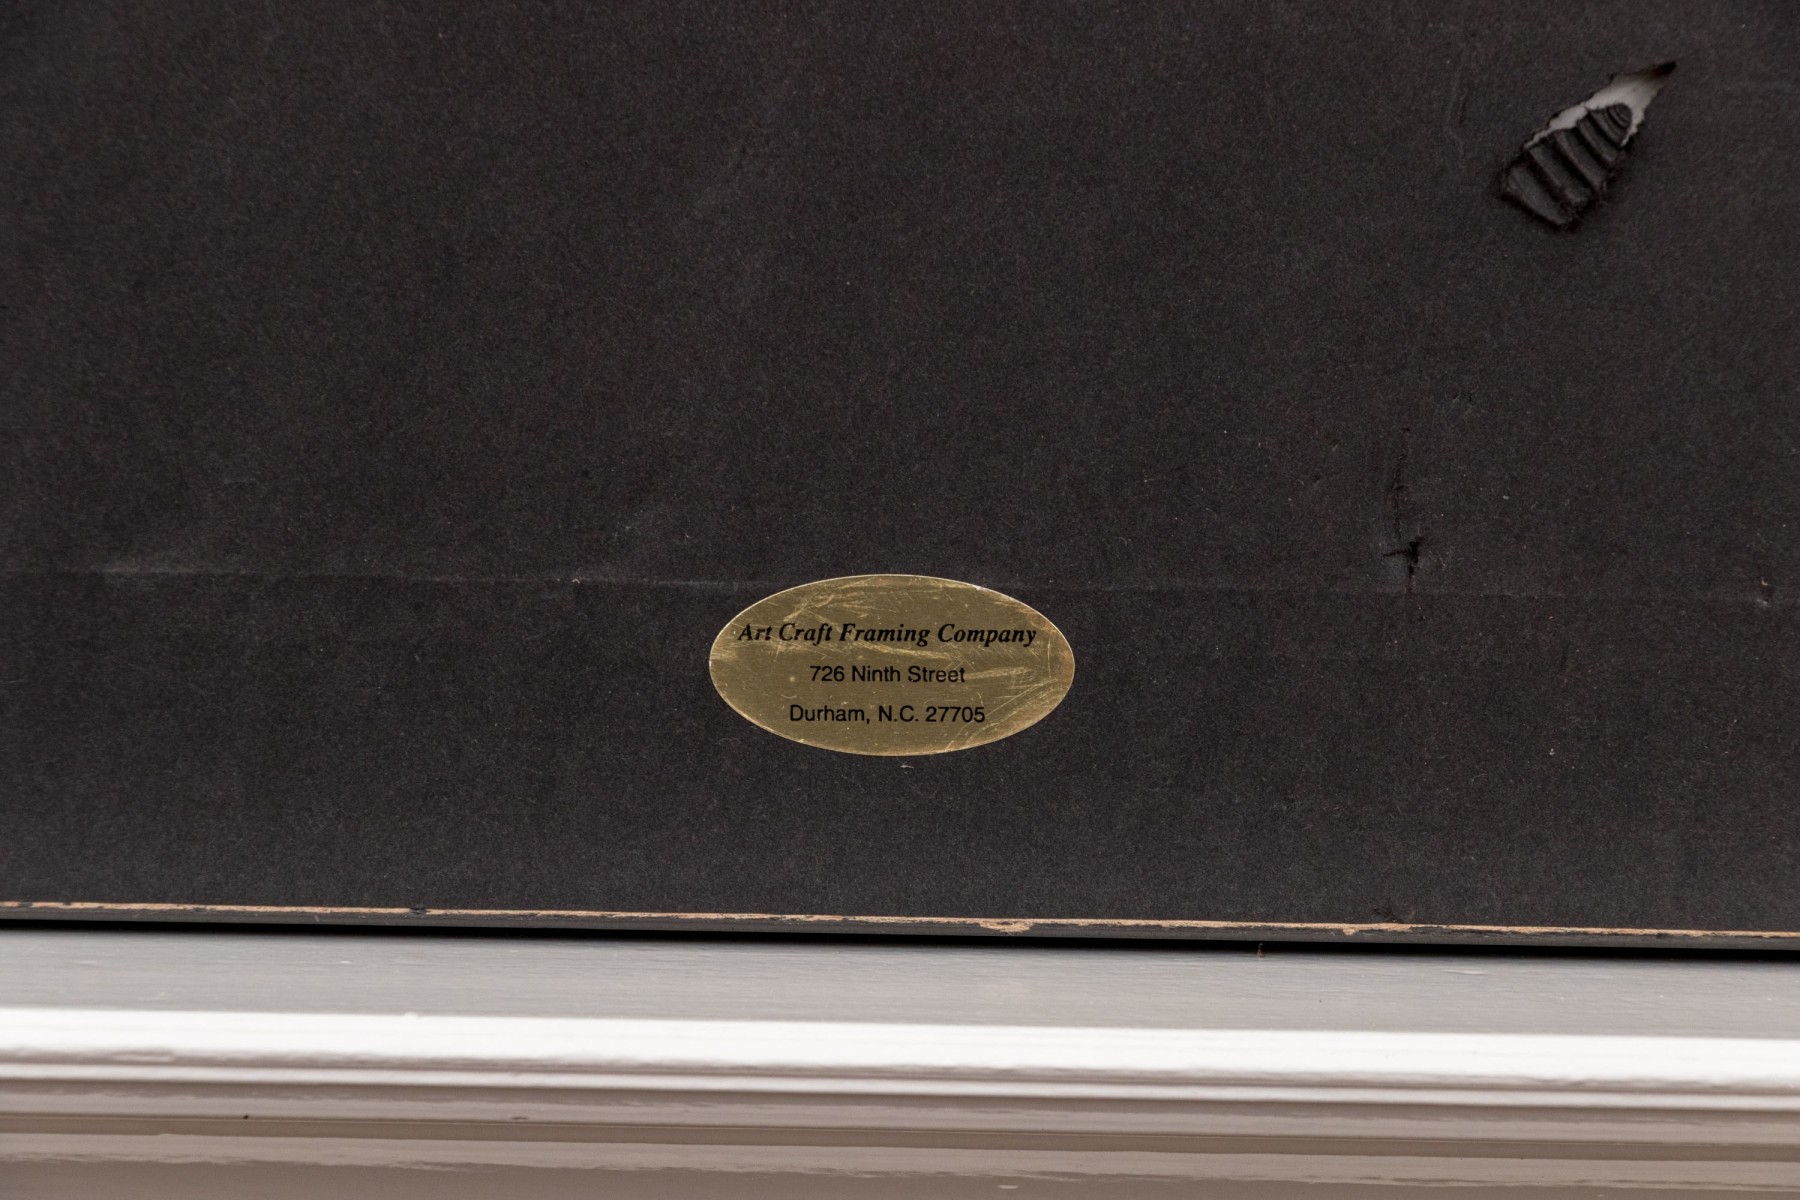 Art Craft Framing Company
726 Ninth Street
Durham, N.C. 27705